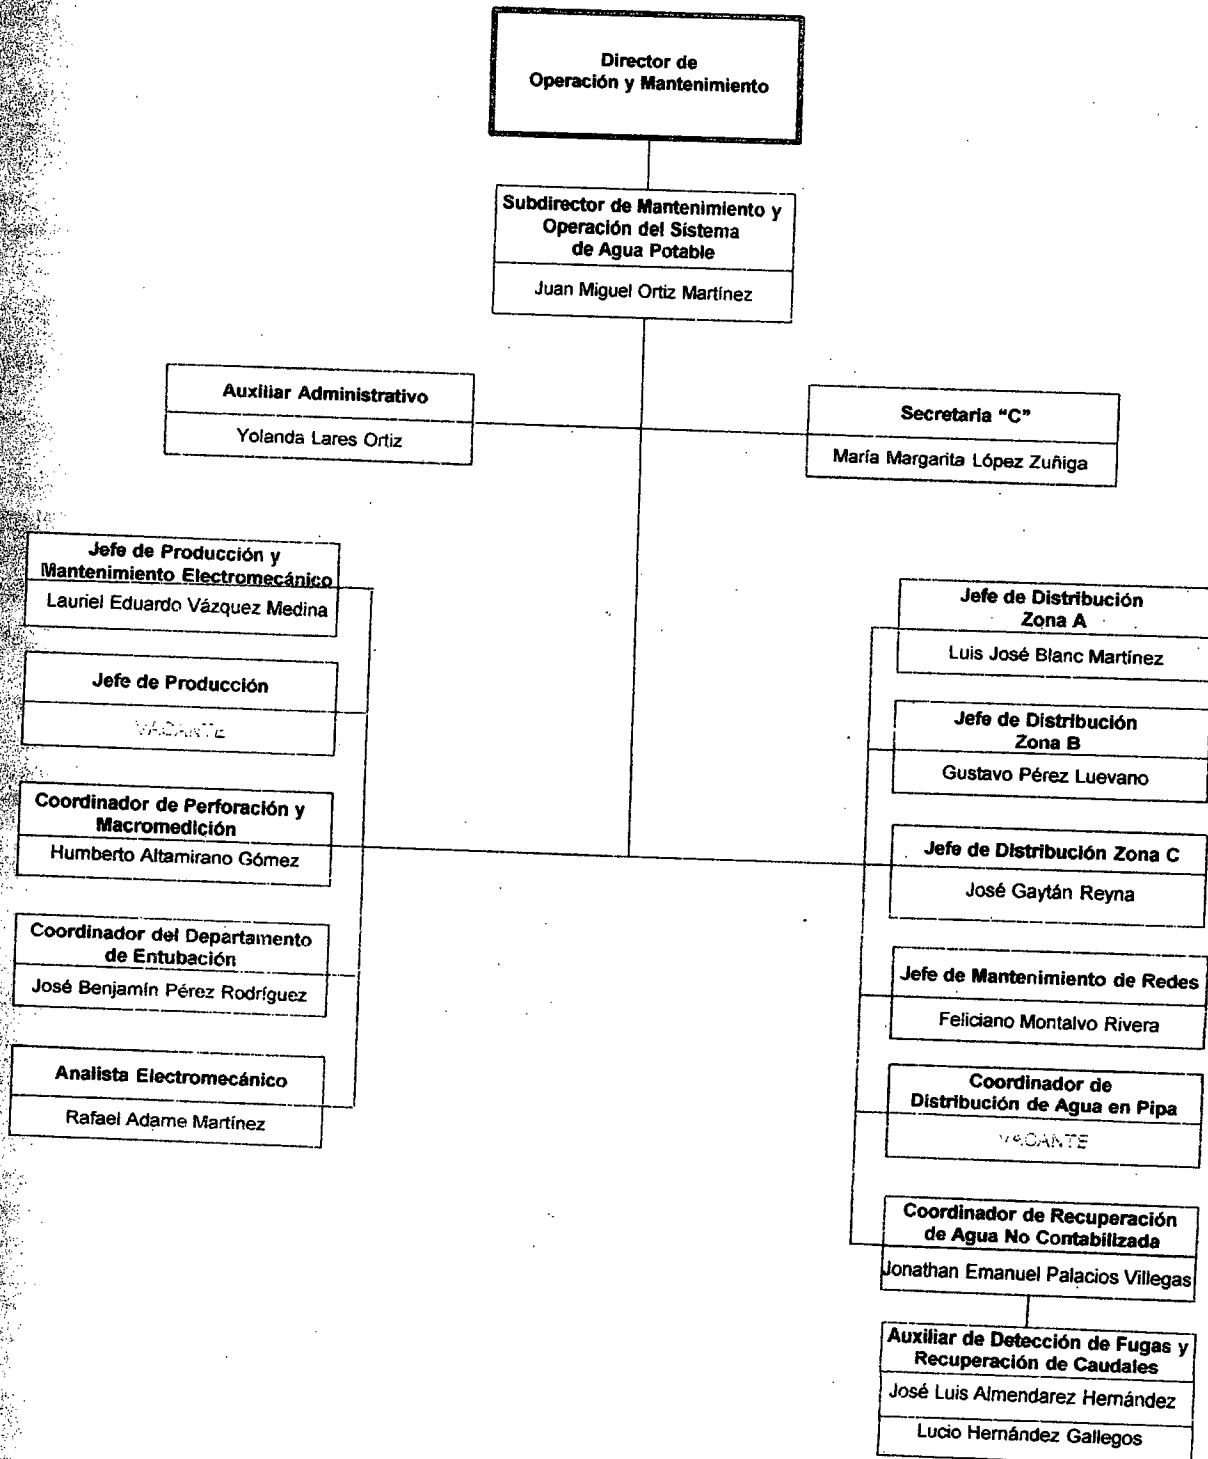 Director de
Operación y Mantenimiento
Subdirector de Mantenimiento y
Operación del Sistema
de Agua Potable
Juan Miguel Ortiz Martínez
Auxiliar Administrativo
Yolanda Lares Ortiz
Secretaria "C"
María Margarita López Zuñiga
Jefe de Producción y
Mantenimiento Electromecánico
Lauriel Eduardo Vázquez Medina
Jefe de Producción
VACANTE
Coordinador de Perforación y
Macromedición
Humberto Altamirano Gómez
Coordinador del Departamento
de Entubación
José Benjamín Pérez Rodríguez
Analista Electromecánico
Rafael Adame Martínez
Jefe de Distribución
Zona A
Luis José Blanc Martínez
Jefe de Distribución
Zona B
Gustavo Pérez Luevano
Jefe de Distribución Zona C
José Gaytán Reyna
Jefe de Mantenimiento de Redes
Feliciano Montalvo Rivera
Coordinador de
Distribución de Agua en Pipa
VACANTE
Coordinador de Recuperación
de Agua No Contabilizada
Jonathan Emanuel Palacios Villegas
Auxiliar de Detección de Fugas y
Recuperación de Caudales
José Luis Almendarez Hernández
Lucio Hernández Gallegos